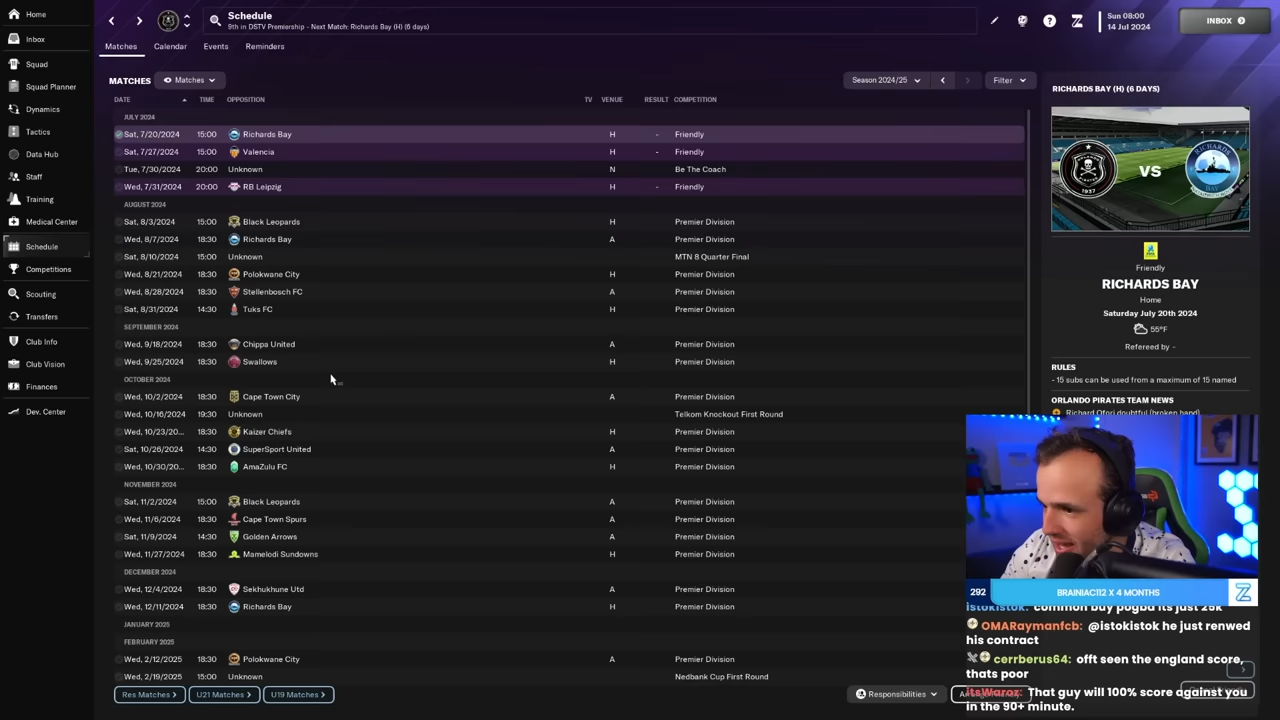 Home
Inbox
Squad
Squad Planner
Dynamics
Tactics
Data Hub
Staff
Training
Medical Center
Schedule
Competitions
Scouting
Transfers
Club Info
Club Vision
Finances
Dev. Center
Schedule
9th in DSTV Premiership - Next Match: Richards Bay (H) (6 days)
Sun 08:00
14 Jul 2024
INBOX
Matches Calendar Events Reminders
MATCHES Matches Season 2024/25 Filter
DATE TIME OPPOSITION TV VENUE RESULT COMPETITION
JULY 2024
Sat, 7/20/2024 15:00 Richards Bay H - Friendly
Sat, 7/27/2024 15:00 Valencia H - Friendly
Tue, 7/30/2024 20:00 Unknown N Be The Coach
Wed, 7/31/2024 20:00 RB Leipzig H - Friendly
AUGUST 2024
Sat, 8/3/2024 15:00 Black Leopards H Premier Division
Wed, 8/7/2024 18:30 Richards Bay A Premier Division
Sat, 8/10/2024 15:00 Unknown MTN 8 Quarter Final
Wed, 8/21/2024 18:30 Polokwane City H Premier Division
Wed, 8/28/2024 18:30 Stellenbosch FC A Premier Division
Sat, 8/31/2024 14:30 Tuks FC H Premier Division
SEPTEMBER 2024
Wed, 9/18/2024 18:30 Chippa United A Premier Division
Wed, 9/25/2024 18:30 Swallows H Premier Division
OCTOBER 2024
Wed, 10/2/2024 18:30 Cape Town City A Premier Division
Wed, 10/16/2024 19:30 Unknown Telkom Knockout First Round
Wed, 10/23/20... 18:30 Kaizer Chiefs H Premier Division
Sat, 10/26/2024 14:30 SuperSport United A Premier Division
Wed, 10/30/20... 18:30 AmaZulu FC H Premier Division
NOVEMBER 2024
Sat, 11/2/2024 15:00 Black Leopards A Premier Division
Wed, 11/6/2024 18:30 Cape Town Spurs A Premier Division
Sat, 11/9/2024 14:30 Golden Arrows A Premier Division
Wed, 11/27/2024 18:30 Mamelodi Sundowns H Premier Division
DECEMBER 2024
Wed, 12/4/2024 18:30 Sekhukhune Utd A Premier Division
Wed, 12/11/2024 18:30 Richards Bay H Premier Division
JANUARY 2025
FEBRUARY 2025
Wed, 2/12/2025 18:30 Polokwane City A Premier Division
Wed, 2/19/2025 15:00 Unknown Nedbank Cup First Round
Res Matches U21 Matches U19 Matches Responsibilities
RICHARDS BAY (H) (6 DAYS)
VS
Friendly
RICHARDS BAY
Home
Saturday July 20th 2024
55°F
Refereed by -
RULES
- 15 subs can be used from a maximum of 15 named
ORLANDO PIRATES TEAM NEWS
Richard Ofori doubtful (broken hand)
292 BRAINIAC112 X 4 MONTHS
istokistok: common buy pogba its just 25k
OMARaymanfcb: @istokistok he just renwed
his contract
cerrberus64: offt seen the england score,
thats poor
ItsWaroz: That guy will 100% score against you
in the 90+ minute.